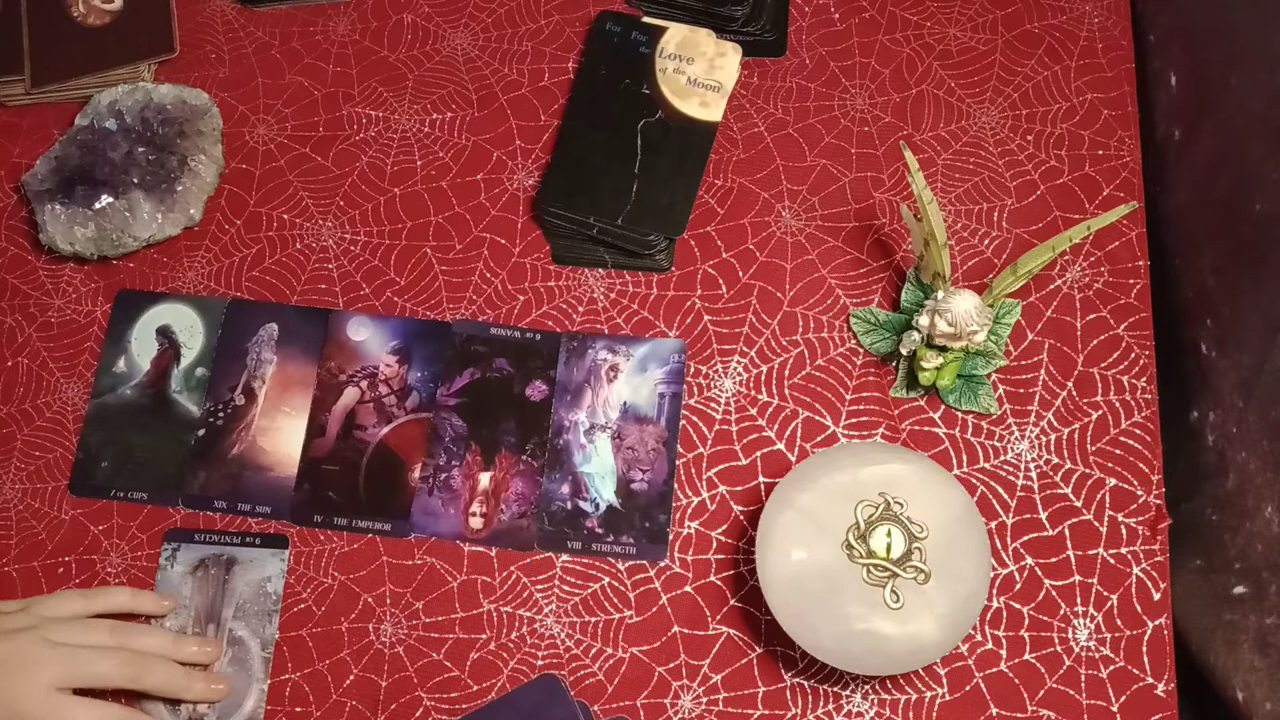 For
For
the
Love
of the
Moon
6 OF WANDS
7 OF CUPS
XIX · THE SUN
IV · THE EMPEROR
VIII · STRENGTH
9 OF PENTACLES